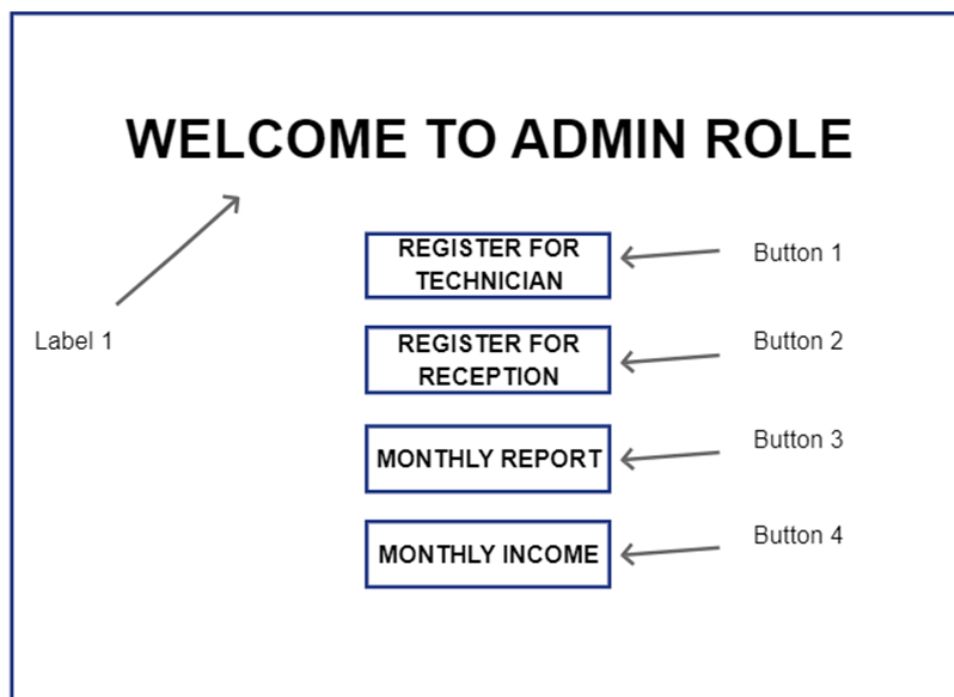 WELCOME TO ADMIN ROLE
Label 1
REGISTER FOR
TECHNICIAN
Button 1
REGISTER FOR
RECEPTION
Button 2
MONTHLY REPORT
Button 3
MONTHLY INCOME
Button 4